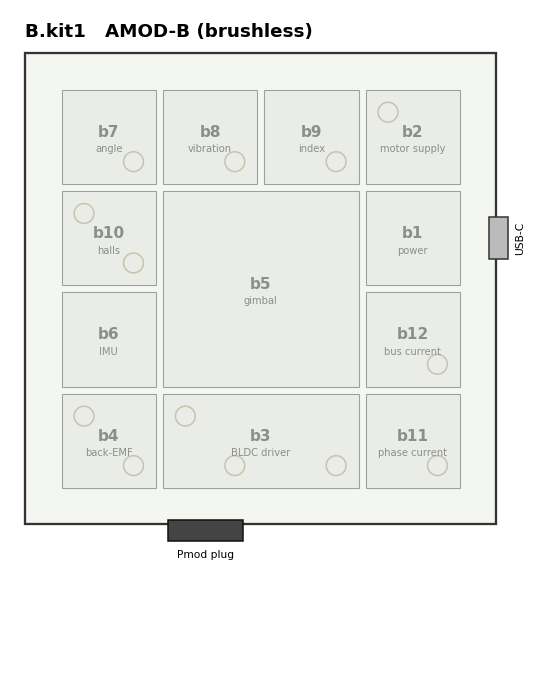 B.kit1 AMOD-B (brushless)
b7
angle
b8
vibration
b9
index
b2
motor supply
b10
halls
b5
gimbal
b1
power
USB-C
b6
IMU
b12
bus current
b4
back-EMF
b3
BLDC driver
b11
phase current
Pmod plug